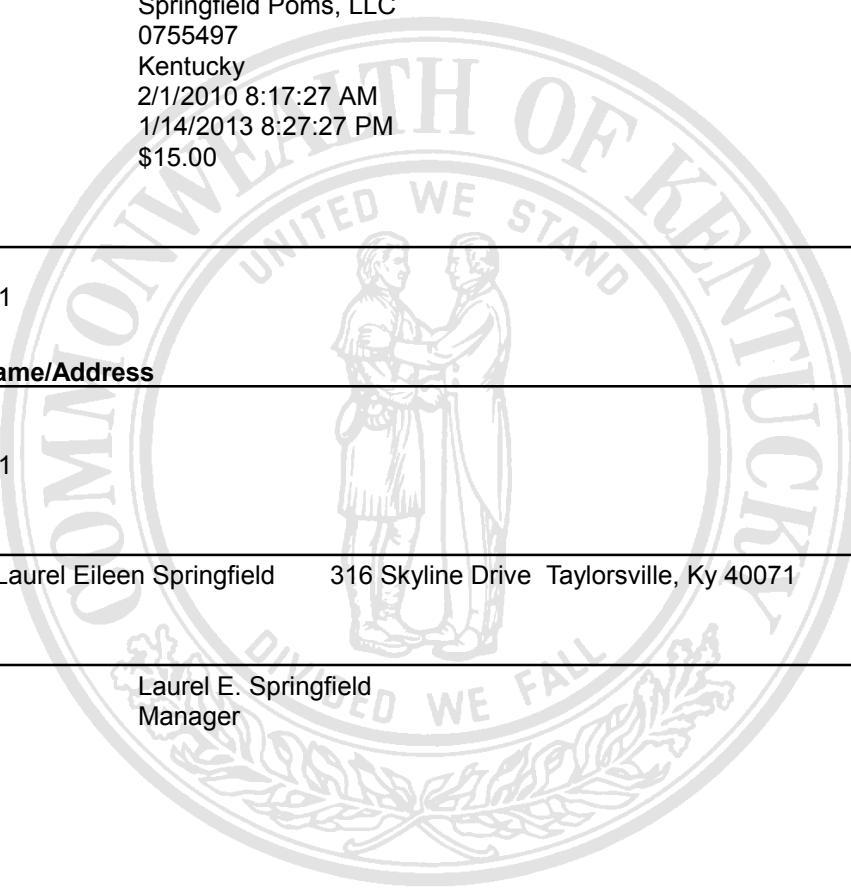 Springfield Poms, LLC
0755497
Kentucky
2/1/2010 8:17:27 AM
1/14/2013 8:27:27 PM
$15.00
COMMONWEALTH OF KENTUCKY
UNITED WE STAND
1
ame/Address
1
Laurel Eileen Springfield 316 Skyline Drive Taylorsville, Ky 40071
DIVIDED WE FALL
Laurel E. Springfield
Manager